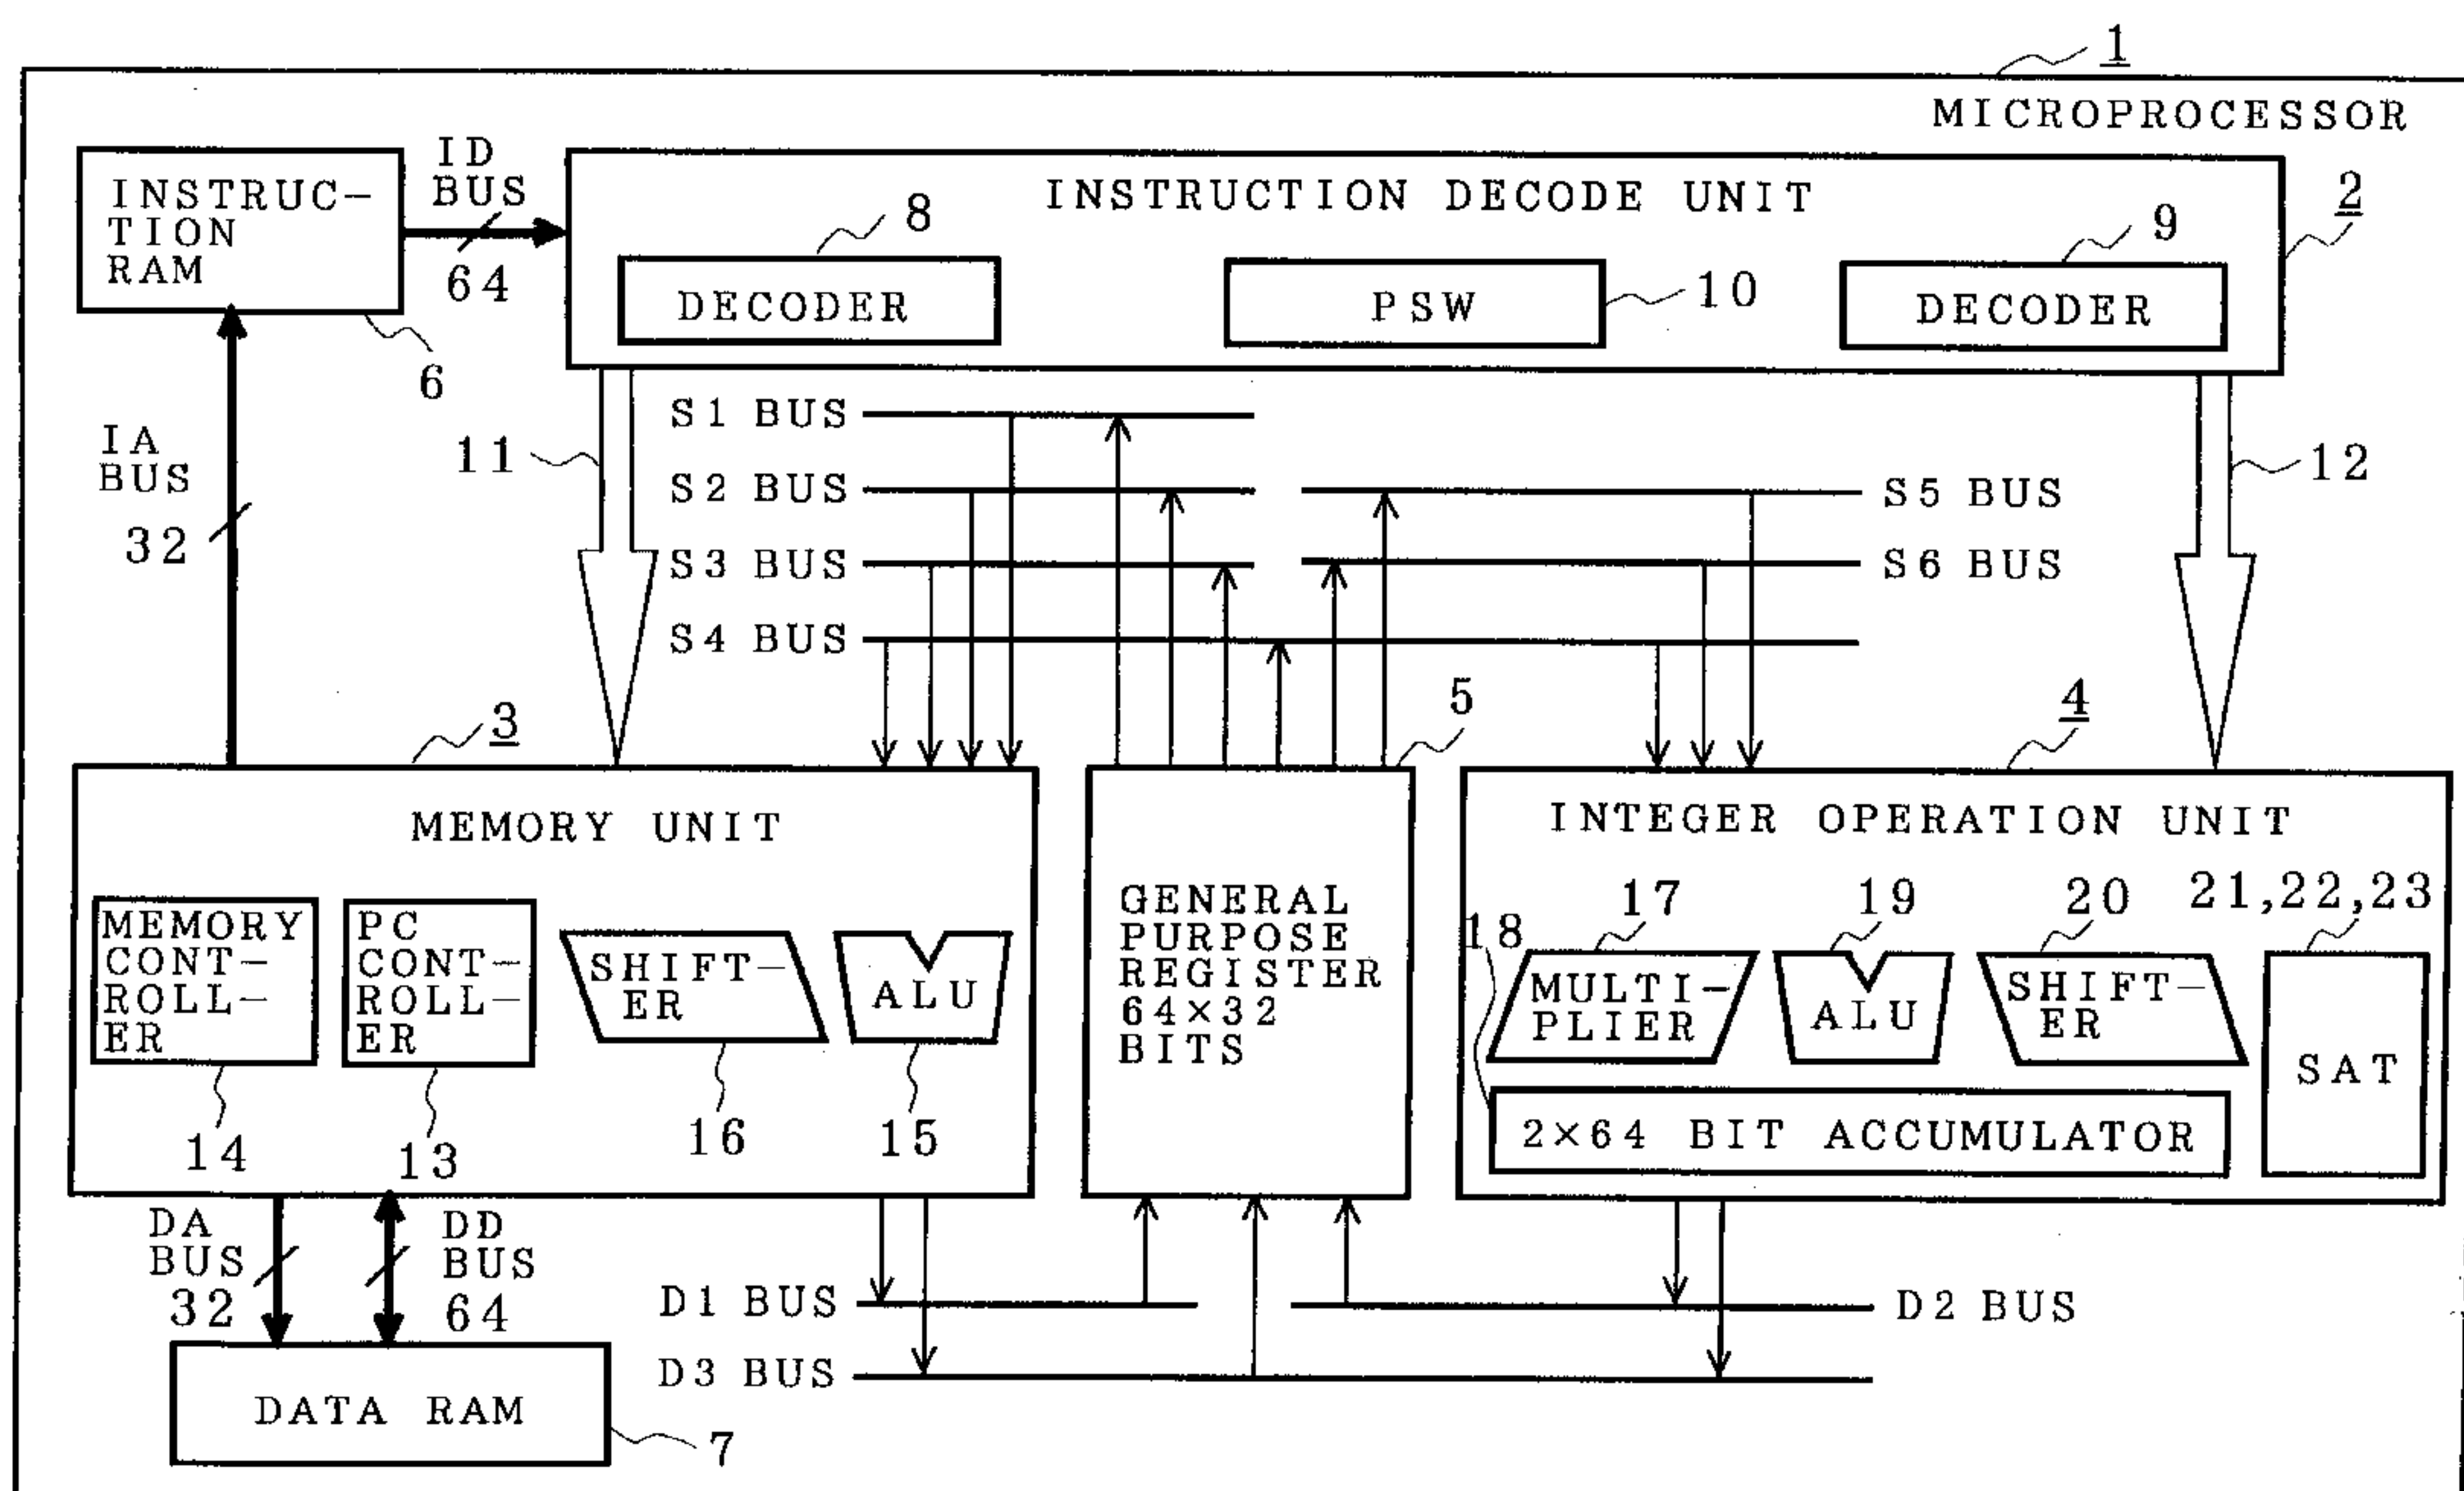 1
MICROPROCESSOR
INSTRUC-
TION
RAM
6
ID
BUS
64
INSTRUCTION DECODE UNIT
2
8
DECODER
PSW
10
9
DECODER
IA
BUS
32
11
12
S1 BUS
S2 BUS
S3 BUS
S4 BUS
S5 BUS
S6 BUS
3
MEMORY UNIT
MEMORY
CONT-
ROLL-
ER
14
PC
CONT-
ROLL-
ER
13
SHIFT-
ER
16
ALU
15
5
GENERAL
PURPOSE
REGISTER
64×32
BITS
4
INTEGER OPERATION UNIT
17
MULTI-
PLIER
18
19
ALU
20
SHIFT-
ER
21,22,23
SAT
2×64 BIT ACCUMULATOR
DA
BUS
32
DD
BUS
64
D1 BUS
D2 BUS
D3 BUS
DATA RAM
7